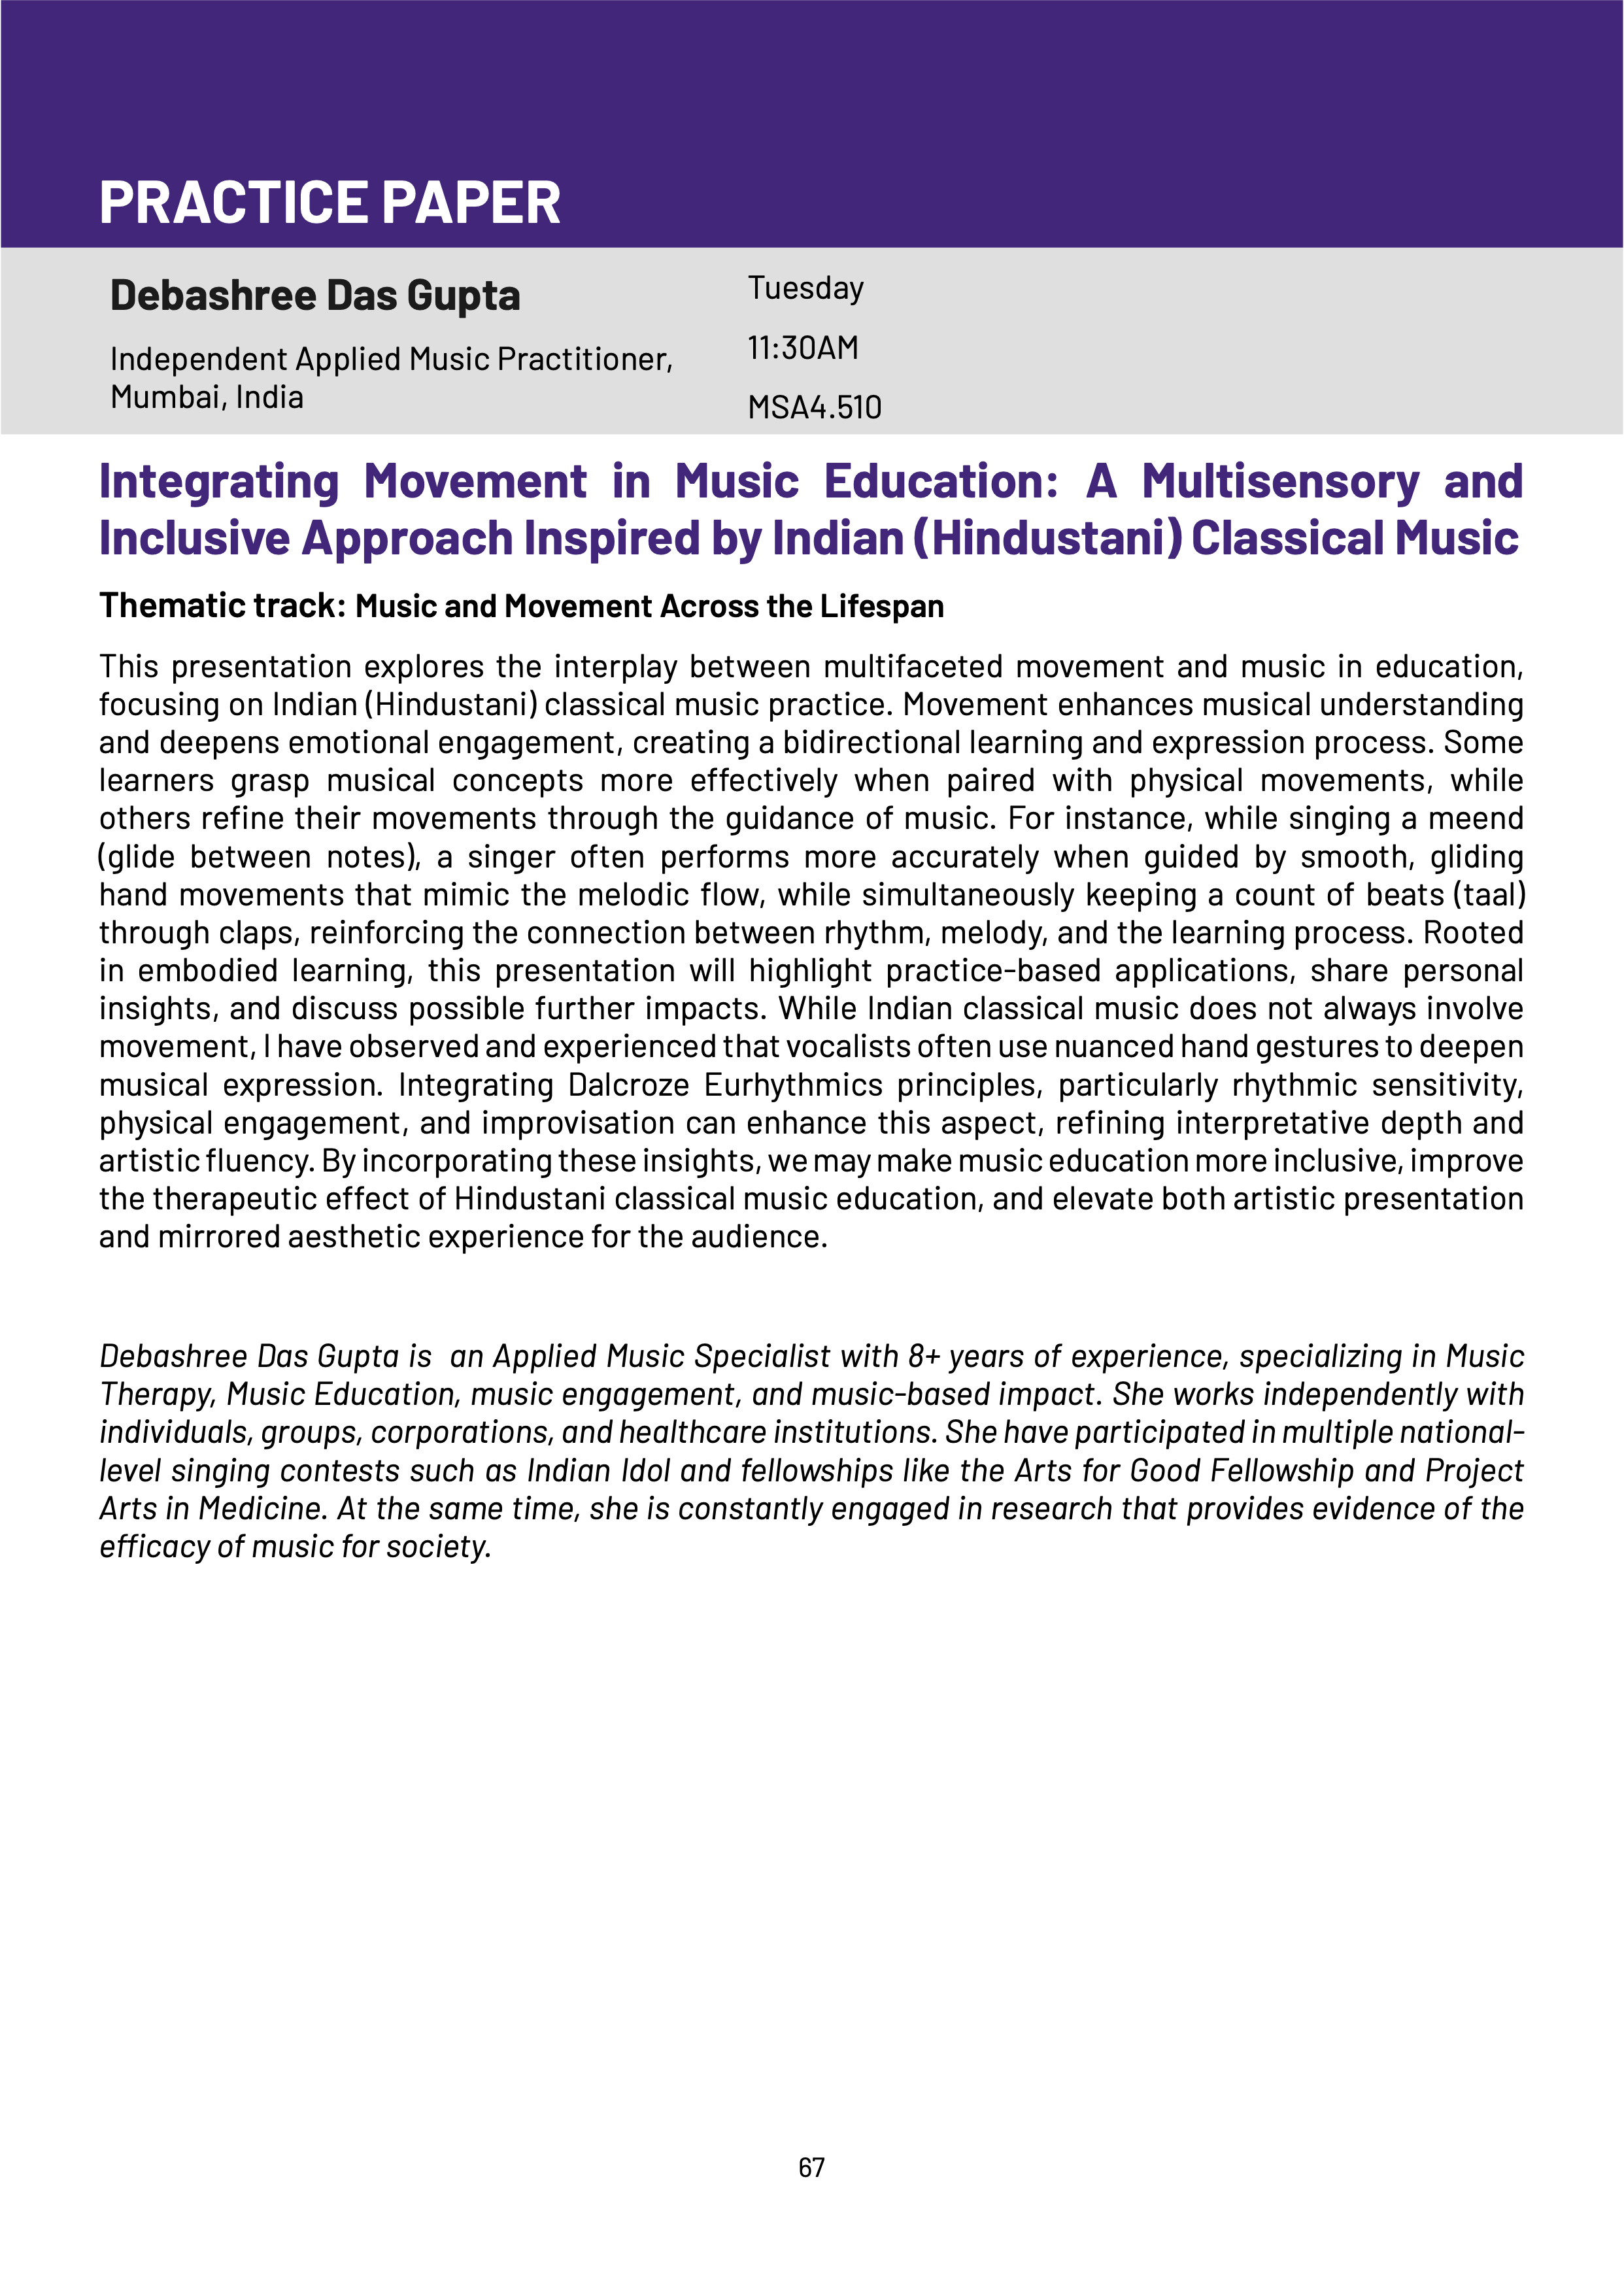 PRACTICE PAPER
Debashree Das Gupta
Independent Applied Music Practitioner,
Mumbai, India
Tuesday
11:30AM
MSA4.510
Integrating Movement in Music Education: A Multisensory and
Inclusive Approach Inspired by Indian (Hindustani) Classical Music
Thematic track: Music and Movement Across the Lifespan
This presentation explores the interplay between multifaceted movement and music in education,
focusing on Indian (Hindustani) classical music practice. Movement enhances musical understanding
and deepens emotional engagement, creating a bidirectional learning and expression process. Some
learners grasp musical concepts more effectively when paired with physical movements, while
others refine their movements through the guidance of music. For instance, while singing a meend
(glide between notes), a singer often performs more accurately when guided by smooth, gliding
hand movements that mimic the melodic flow, while simultaneously keeping a count of beats (taal)
through claps, reinforcing the connection between rhythm, melody, and the learning process. Rooted
in embodied learning, this presentation will highlight practice-based applications, share personal
insights, and discuss possible further impacts. While Indian classical music does not always involve
movement, I have observed and experienced that vocalists often use nuanced hand gestures to deepen
musical expression. Integrating Dalcroze Eurhythmics principles, particularly rhythmic sensitivity,
physical engagement, and improvisation can enhance this aspect, refining interpretative depth and
artistic fluency. By incorporating these insights, we may make music education more inclusive, improve
the therapeutic effect of Hindustani classical music education, and elevate both artistic presentation
and mirrored aesthetic experience for the audience.
Debashree Das Gupta is  an Applied Music Specialist with 8+ years of experience, specializing in Music
Therapy, Music Education, music engagement, and music-based impact. She works independently with
individuals, groups, corporations, and healthcare institutions. She have participated in multiple national-
level singing contests such as Indian Idol and fellowships like the Arts for Good Fellowship and Project
Arts in Medicine. At the same time, she is constantly engaged in research that provides evidence of the
efficacy of music for society.
67